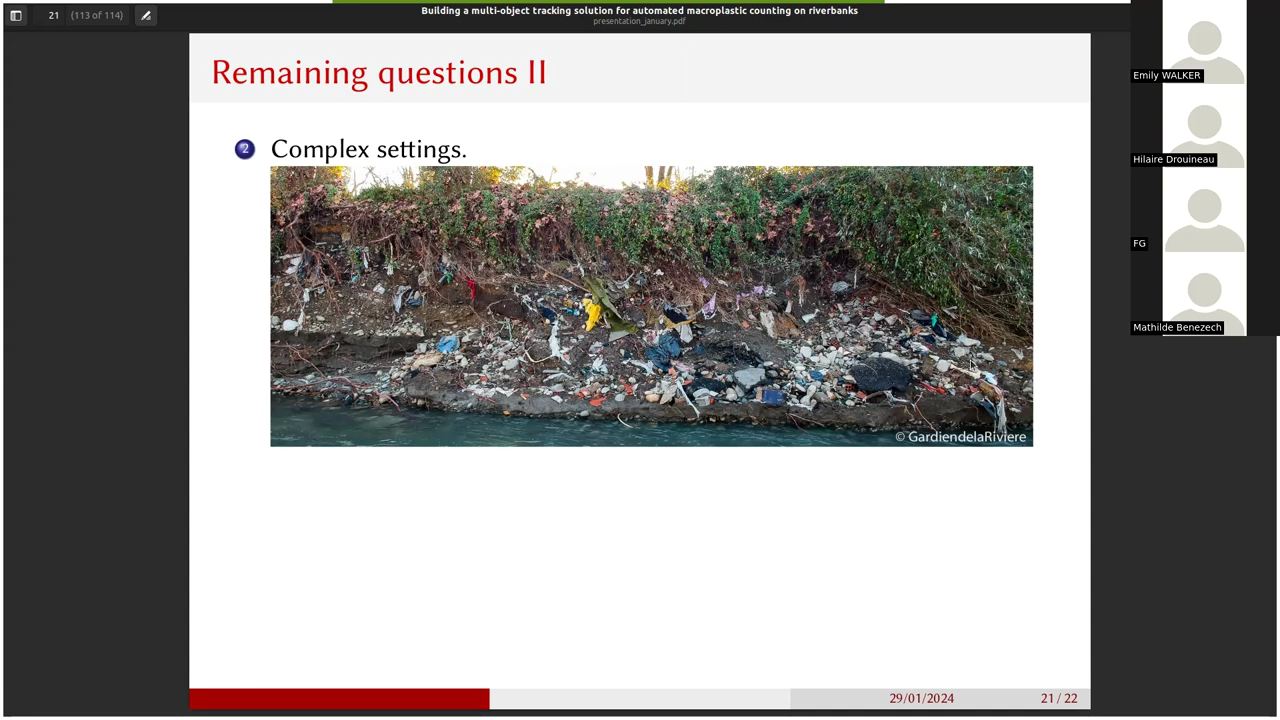 21 (113 of 114)
Building a multi-object tracking solution for automated macroplastic counting on riverbanks
presentation_january.pdf
Remaining questions II
2 Complex settings.
© GardiendelaRiviere
29/01/2024 21 / 22
Emily WALKER
Hilaire Drouineau
FG
Mathilde Benezech